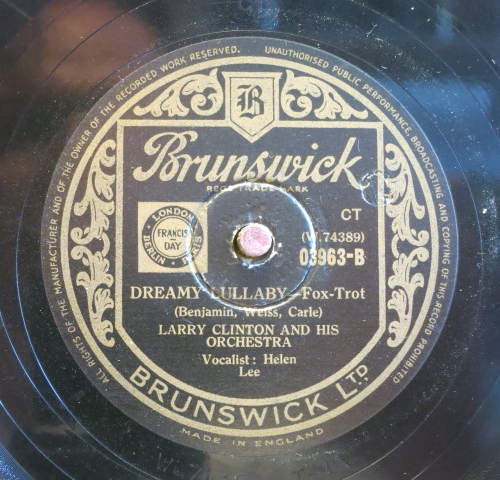 ALL RIGHTS OF THE MANUFACTURER AND OF THE OWNER OF THE RECORDED WORK RESERVED. UNAUTHORISED PUBLIC PERFORMANCE, BROADCASTING AND COPYING OF THIS RECORD PROHIBITED
B
Brunswick
REGD TRADE MARK
LONDON
FRANCIS
DAY
BERLIN PARIS
CT
(W.74389)
03963-B
DREAMY LULLABY—Fox-Trot
(Benjamin, Weiss, Carle)
LARRY CLINTON AND HIS
ORCHESTRA
Vocalist: Helen
Lee
BRUNSWICK LTD.
MADE IN ENGLAND